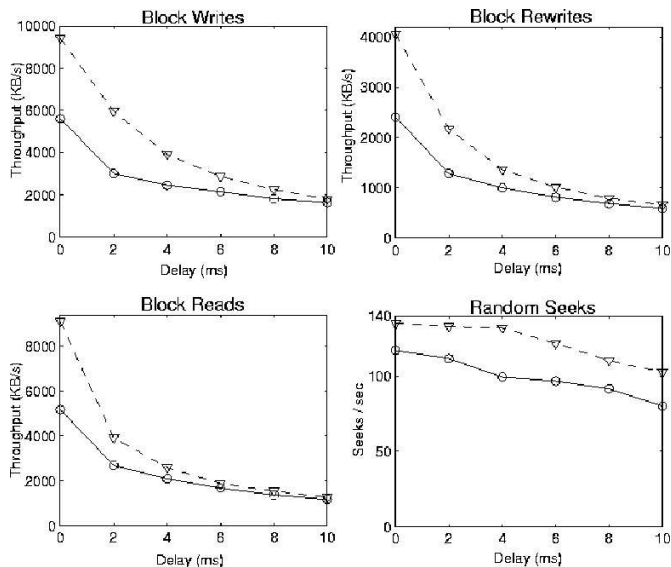 Block Writes
10000
8000
6000
4000
2000
0
Throughput (KB/s)
0 2 4 6 8 10
Delay (ms)
Block Rewrites
4000
3000
2000
1000
0
Throughput (KB/s)
0 2 4 6 8 10
Delay (ms)
Block Reads
8000
6000
4000
2000
0
Throughput (KB/s)
0 2 4 6 8 10
Delay (ms)
Random Seeks
140
100
50
0
Seeks / sec
0 2 4 6 8 10
Delay (ms)